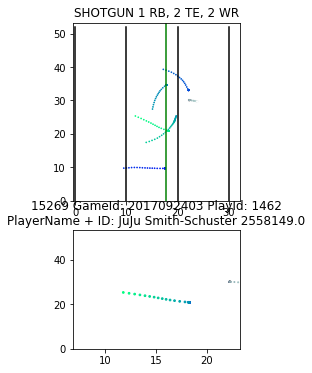 SHOTGUN 1 RB, 2 TE, 2 WR
50
40
30
20
10
0
0 10 20 30
15269 GameId: 2017092403 PlayId: 1462
PlayerName + ID: JuJu Smith-Schuster 2558149.0
40
20
0
10 20